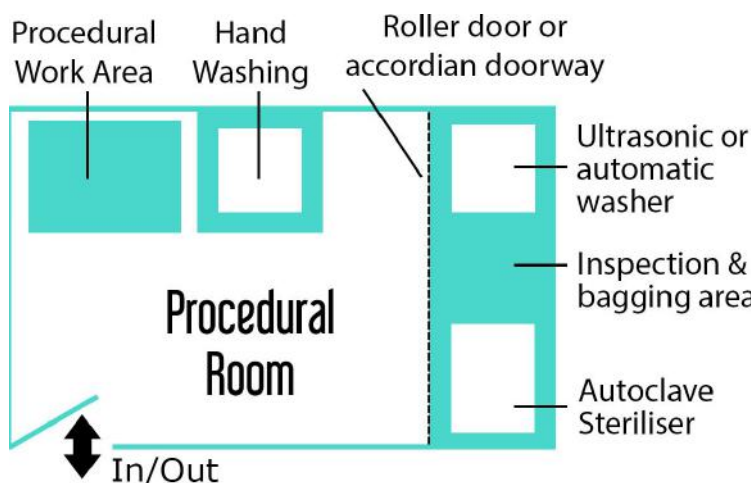 Procedural
Work Area
Hand
Washing
Roller door or
accordian doorway
Ultrasonic or
automatic
washer
Inspection &
bagging area
Procedural
Room
Autoclave
Steriliser
In/Out